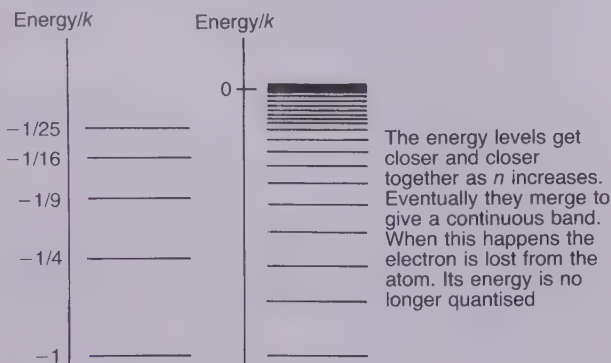 Energy/k
Energy/k
0
−1/25
−1/16
−1/9
−1/4
−1
The energy levels get
closer and closer
together as n increases.
Eventually they merge to
give a continuous band.
When this happens the
electron is lost from the
atom. Its energy is no
longer quantised